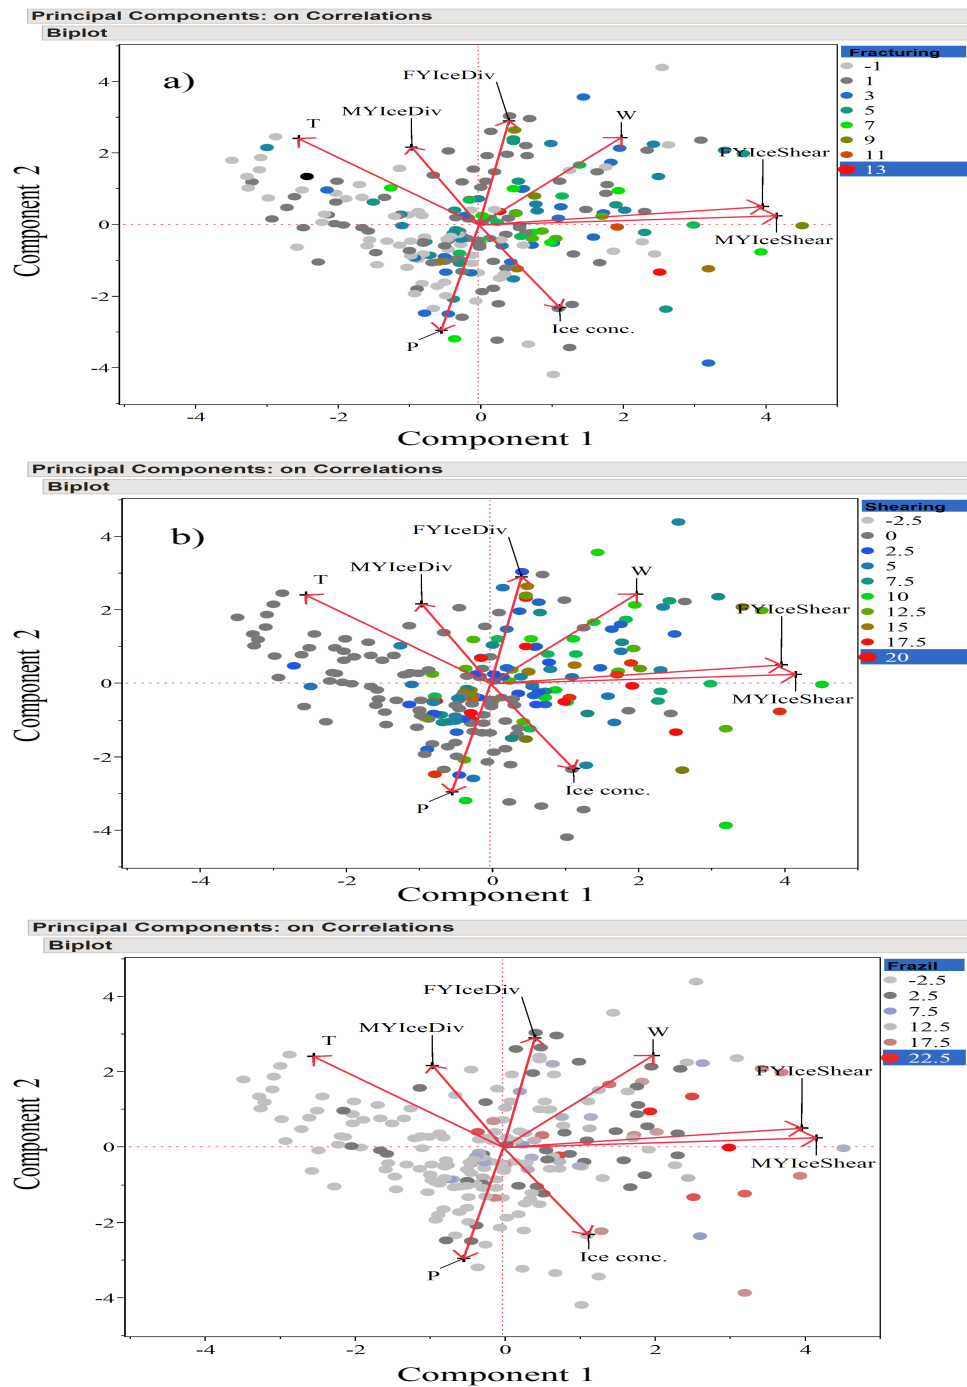 Principal Components: on Correlations
Biplot
a)
Fracturing
-1
1
3
5
7
9
11
13
FYIceDiv
MYIceDiv
T
W
FYIceShear
MYIceShear
Ice conc.
P
4
2
0
-2
-4
Component 2
-4
-2
0
2
4
Component 1
Principal Components: on Correlations
Biplot
b)
Shearing
-2.5
0
2.5
5
7.5
10
12.5
15
17.5
20
FYIceDiv
MYIceDiv
T
W
FYIceShear
MYIceShear
Ice conc.
P
4
2
0
-2
-4
Component 2
-4
-2
0
2
4
Component 1
Principal Components: on Correlations
Biplot
Frazil
-2.5
2.5
7.5
12.5
17.5
22.5
FYIceDiv
MYIceDiv
T
W
FYIceShear
MYIceShear
Ice conc.
P
4
2
0
-2
-4
Component 2
-4
-2
0
2
4
Component 1